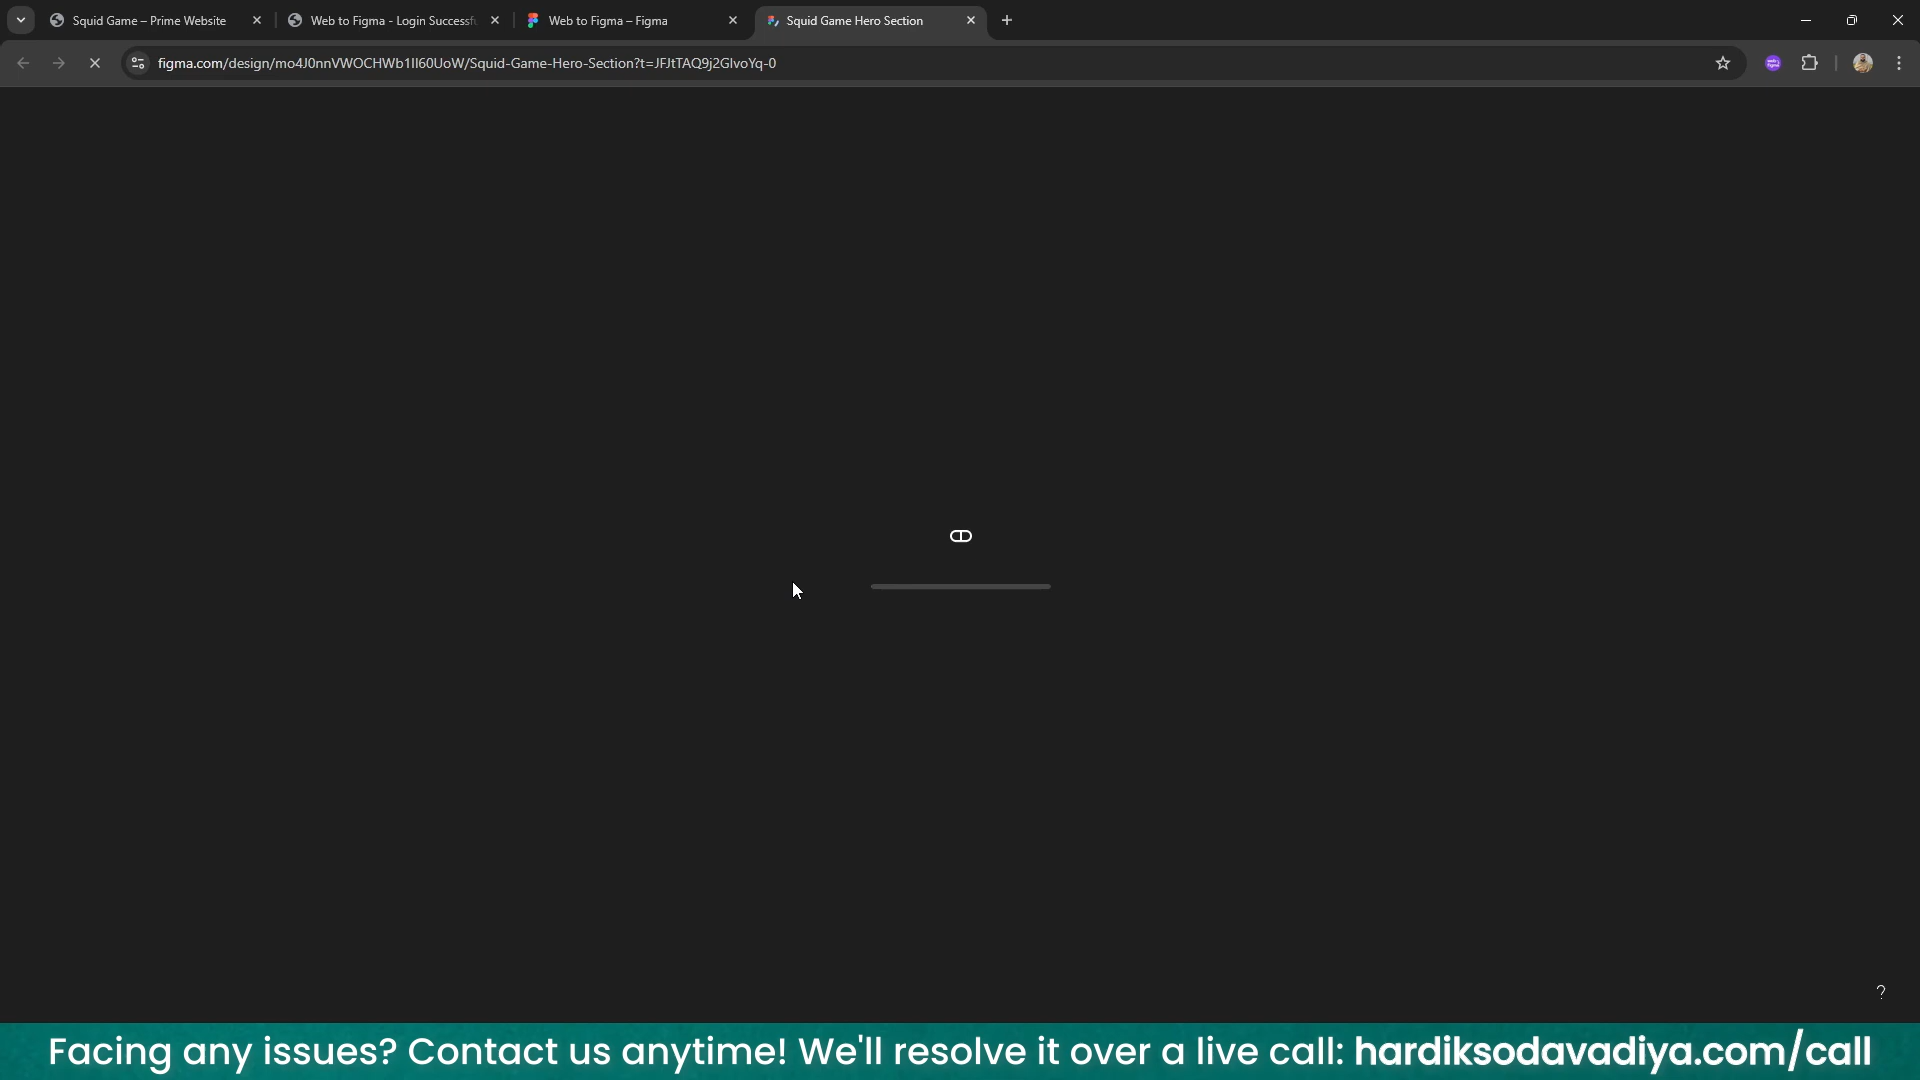 Squid Game – Prime Website
Web to Figma - Login Successfu
Web to Figma – Figma
Squid Game Hero Section
figma.com/design/mo4J0nnVWOCHWb1Il60UoW/Squid-Game-Hero-Section?t=JFJtTAQ9j2GlvoYq-0
?
Facing any issues? Contact us anytime! We'll resolve it over a live call: hardiksodavadiya.com/call